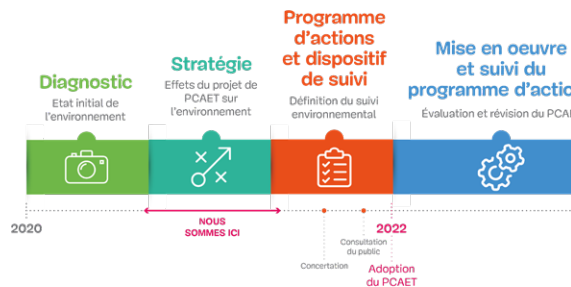 Diagnostic
Etat initial de
l'environnement
Stratégie
Effets du projet de
PCAET sur
l'environnement
Programme
d'actions
et dispositif
de suivi
Définition du suivi
environnemental
Mise en oeuvre
et suivi du
programme d'action
Évaluation et révision du PCAE
2020
NOUS
SOMMES ICI
2022
Concertation
Consultation
du public
Adoption
du PCAET